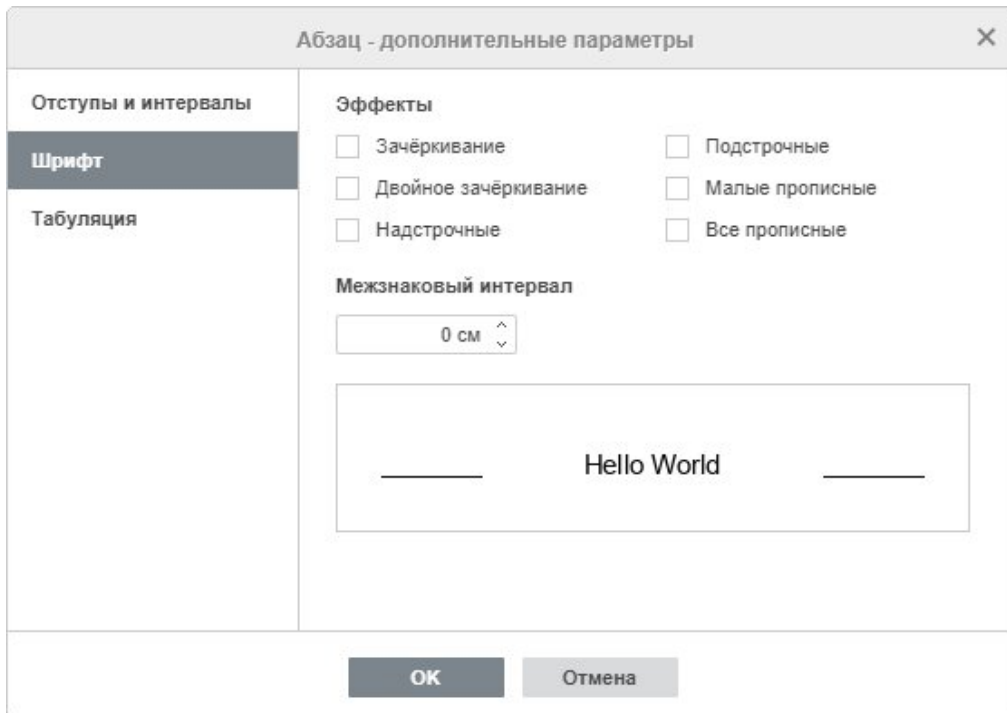 Абзац - дополнительные параметры
Отступы и интервалы
Шрифт
Табуляция
Эффекты
Зачёркивание
Подстрочные
Двойное зачёркивание
Малые прописные
Надстрочные
Все прописные
Межзнаковый интервал
0 см
Hello World
OK
Отмена